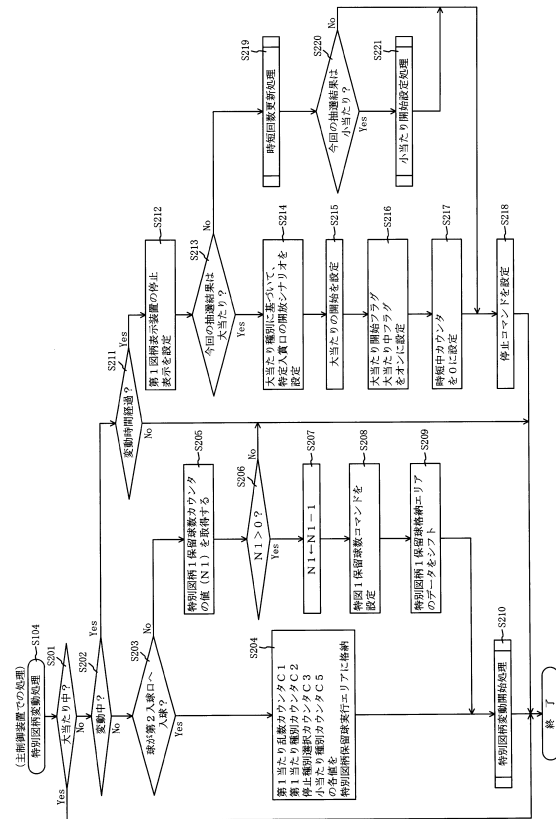 (主制御装置での処理)
特別図柄変動処理
S104
大当たり中？
S201
Yes
No
変動中？
S202
Yes
No
球が第２入球口へ
入球？
S203
No
Yes
S204
第１当たり乱数カウンタＣ１
第１当たり種別カウンタＣ２
停止種別選択カウンタＣ３
小当たり種別カウンタＣ５
の各値を
特別図柄保留球実行エリアに格納
特別図柄１保留球数カウンタ
の値（Ｎ１）を取得する
S205
Ｎ１＞０？
S206
No
Yes
Ｎ１←Ｎ１－１
S207
特図１保留球数コマンドを
設定
S208
特別図柄１保留球格納エリア
のデータをシフト
S209
特別図柄変動開始処理
S210
変動時間経過？
S211
Yes
No
第１図柄表示装置の停止
表示を設定
S212
今回の抽選結果は
大当たり？
S213
No
Yes
大当たり種別に基づいて、
特定入賞口の開放シナリオを
設定
S214
大当たりの開始を設定
S215
大当たり開始フラグ
大当たり中フラグ
をオンに設定
S216
時短中カウンタ
を０に設定
S217
停止コマンドを設定
S218
時短回数更新処理
S219
今回の抽選結果は
小当たり？
S220
No
Yes
小当たり開始設定処理
S221
終 了